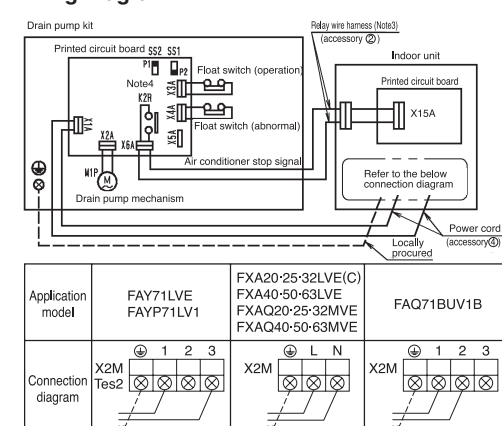 Drain pump kit
Relay wire harness (Note3)
(accessory ②)
Printed circuit board SS2 SS1
Indoor unit
P1
P2
Float switch (operation)
Printed circuit board
Note4
X3A
K2R
X4A
X15A
X1A
Float switch (abnormal)
X2A
X6A
X5A
Air conditioner stop signal
M1P
M
Refer to the below
connection diagram
Drain pump mechanism
Power cord
(accessory④)
Locally
procured
Application
model
FAY71LVE
FAYP71LV1
FXA20·25·32LVE(C)
FXA40·50·63LVE
FXAQ20·25·32MVE
FXAQ40·50·63MVE
FAQ71BUV1B
Connection
diagram
X2M
Tes2
1 2 3
X2M
L N
X2M
1 2 3